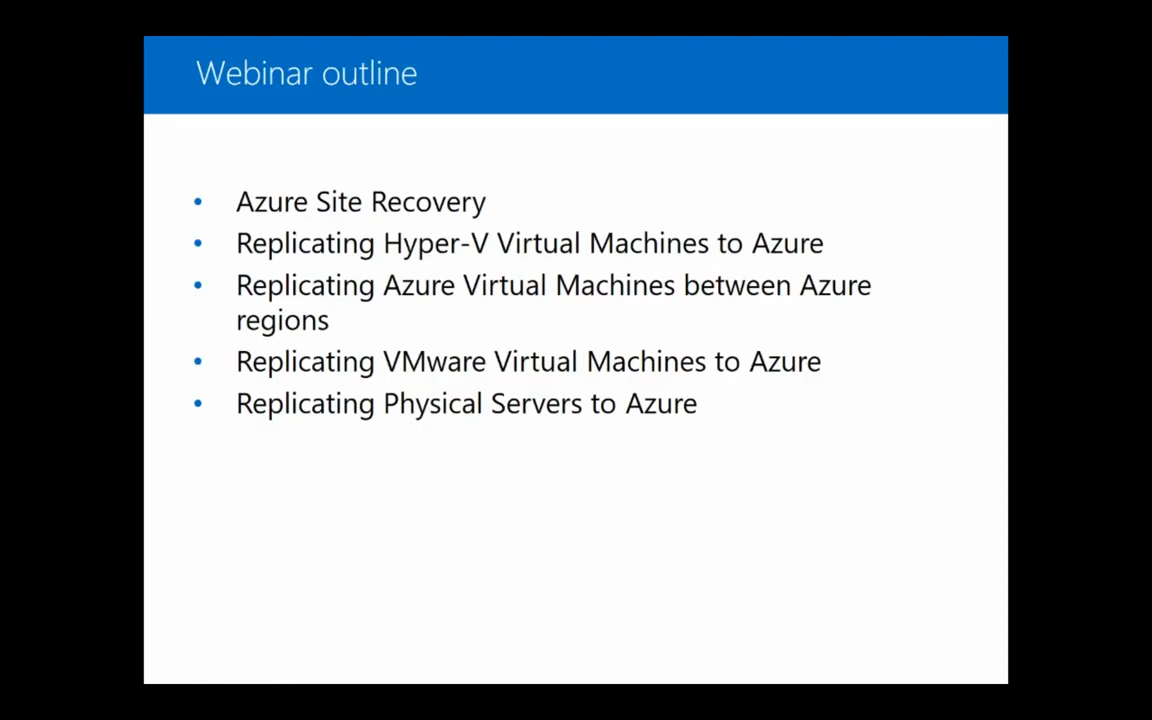 Webinar outline
• Azure Site Recovery
• Replicating Hyper-V Virtual Machines to Azure
• Replicating Azure Virtual Machines between Azure
regions
• Replicating VMware Virtual Machines to Azure
• Replicating Physical Servers to Azure